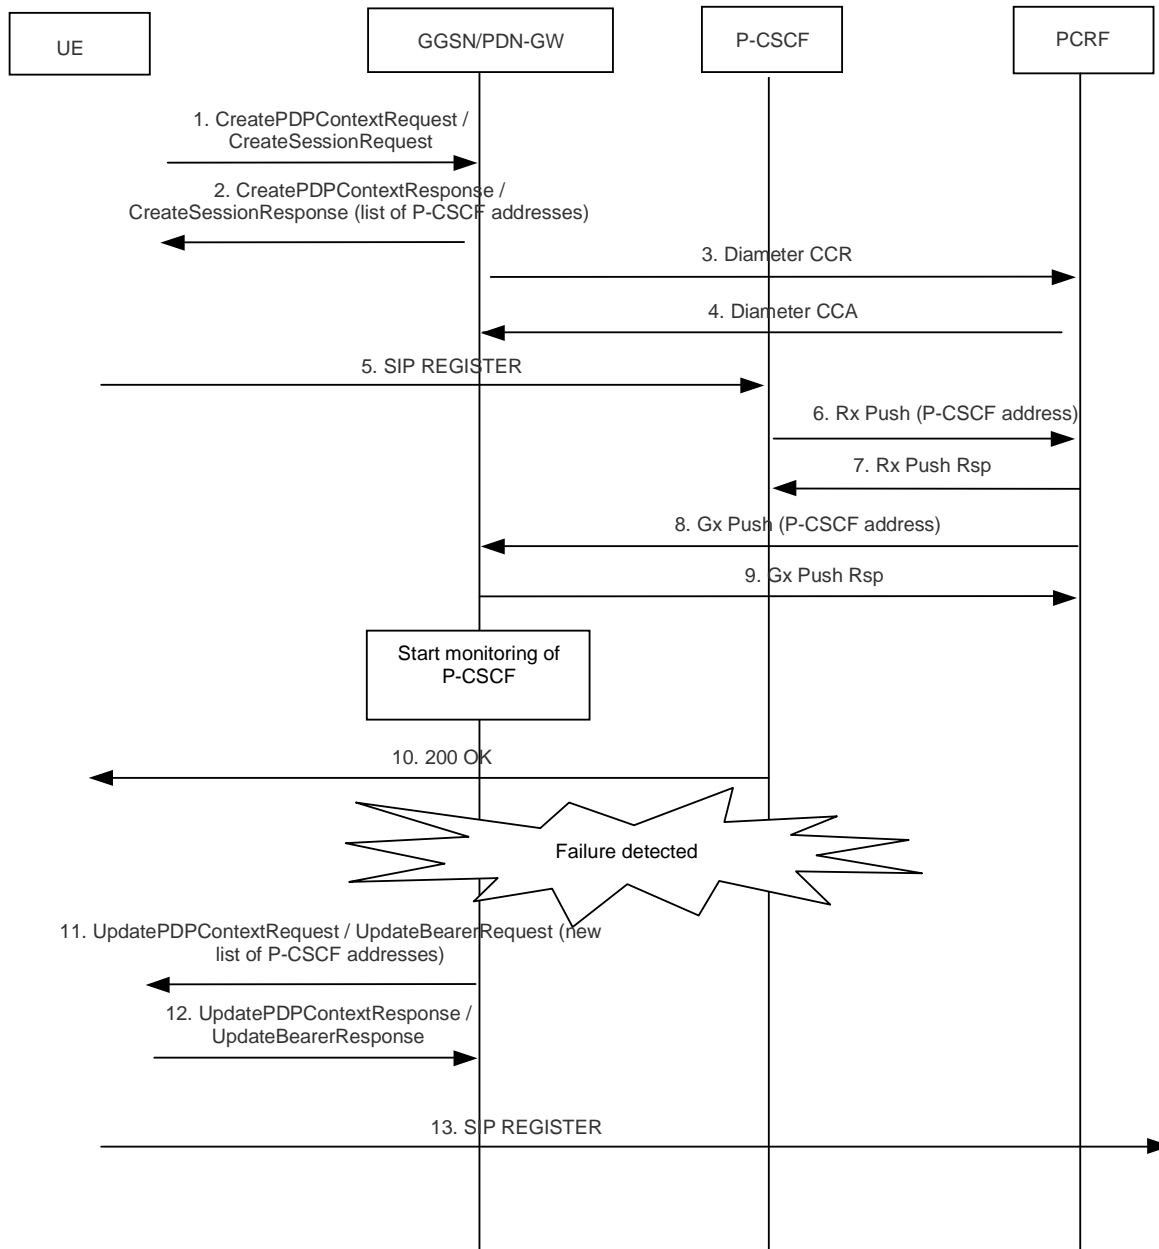 UE
GGSN/PDN-GW
P-CSCF
PCRF
1. CreatePDPContextRequest /
CreateSessionRequest
2. CreatePDPContextResponse /
CreateSessionResponse (list of P-CSCF addresses)
3. Diameter CCR
4. Diameter CCA
5. SIP REGISTER
6. Rx Push (P-CSCF address)
7. Rx Push Rsp
8. Gx Push (P-CSCF address)
9. Gx Push Rsp
Start monitoring of
P-CSCF
10. 200 OK
Failure detected
11. UpdatePDPContextRequest / UpdateBearerRequest (new
list of P-CSCF addresses)
12. UpdatePDPContextResponse /
UpdateBearerResponse
13. SIP REGISTER